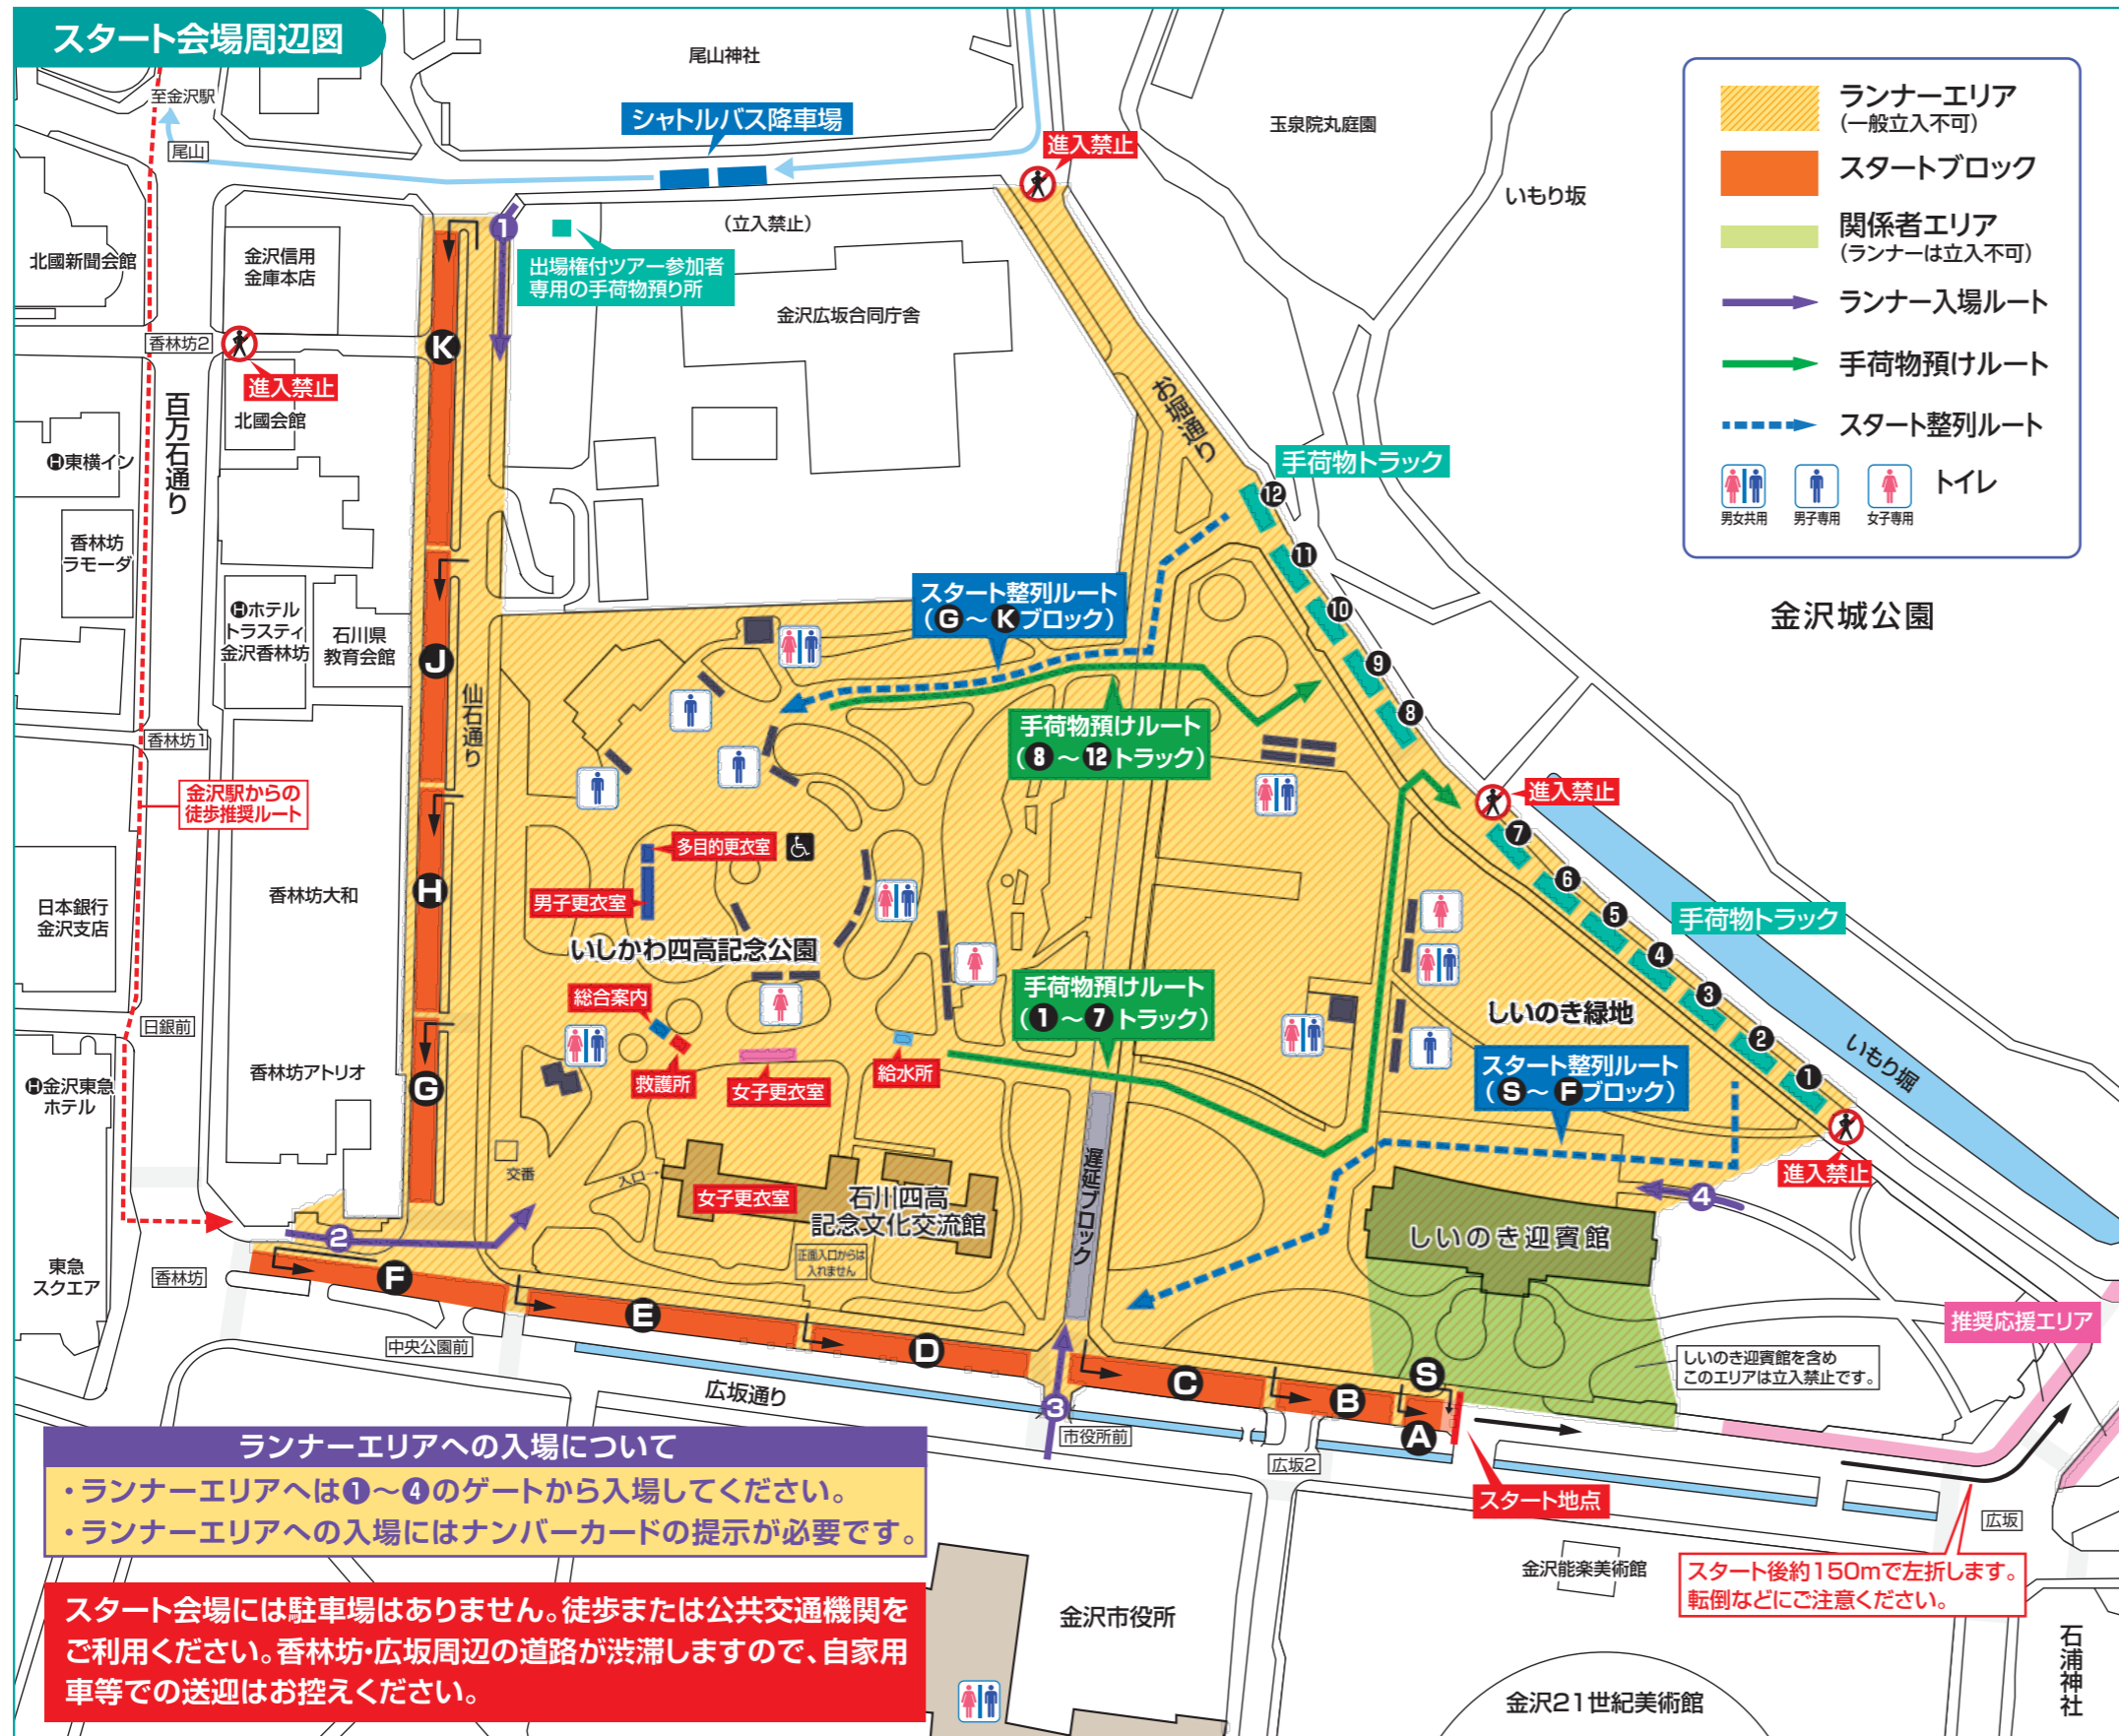 スタート会場周辺図
至金沢駅
尾山
尾山神社
シャトルバス降車場
進入禁止
玉泉院丸庭園
いもり坂
ランナーエリア
(一般立入不可)
スタートブロック
関係者エリア
(ランナーは立入不可)
ランナー入場ルート
手荷物預けルート
スタート整列ルート
トイレ
男女共用
男子専用
女子専用
北國新聞会館
金沢信用
金庫本店
1
(立入禁止)
出場権付ツアー参加者
専用の手荷物預り所
金沢広坂合同庁舎
香林坊2
進入禁止
北國会館
K
百万石通り
お堀通り
H東横イン
手荷物トラック
12
11
10
9
8
香林坊
ラモーダ
Hホテル
トラスティ
金沢香林坊
石川県
教育会館
J
仙石通り
スタート整列ルート
(G~Kブロック)
金沢城公園
手荷物預けルート
(8~12トラック)
香林坊1
金沢駅からの
徒歩推奨ルート
進入禁止
7
6
5
4
3
2
1
手荷物トラック
多目的更衣室
男子更衣室
香林坊大和
H
日本銀行
金沢支店
いしかわ四高記念公園
総合案内
救護所
女子更衣室
給水所
手荷物預けルート
(1~7トラック)
しいのき緑地
スタート整列ルート
(S~Fブロック)
いもり堀
日銀前
香林坊アトリオ
G
H金沢東急
ホテル
進入禁止
交番
入口→
女子更衣室
石川四高
記念文化交流館
正面入口からは
入れません
遅延ブロック
4
しいのき迎賓館
2
東急
スクエア
香林坊
F
E
D
C
B
S
A
推奨応援エリア
しいのき迎賓館を含め
このエリアは立入禁止です。
中央公園前
広坂通り
3
市役所前
広坂2
スタート地点
広坂
ランナーエリアへの入場について
・ランナーエリアへは1~4のゲートから入場してください。
・ランナーエリアへの入場にはナンバーカードの提示が必要です。
金沢能楽美術館
スタート後約150mで左折します。
転倒などにご注意ください。
スタート会場には駐車場はありません。徒歩または公共交通機関を
ご利用ください。香林坊・広坂周辺の道路が渋滞しますので、自家用
車等での送迎はお控えください。
金沢市役所
金沢21世紀美術館
石浦神社